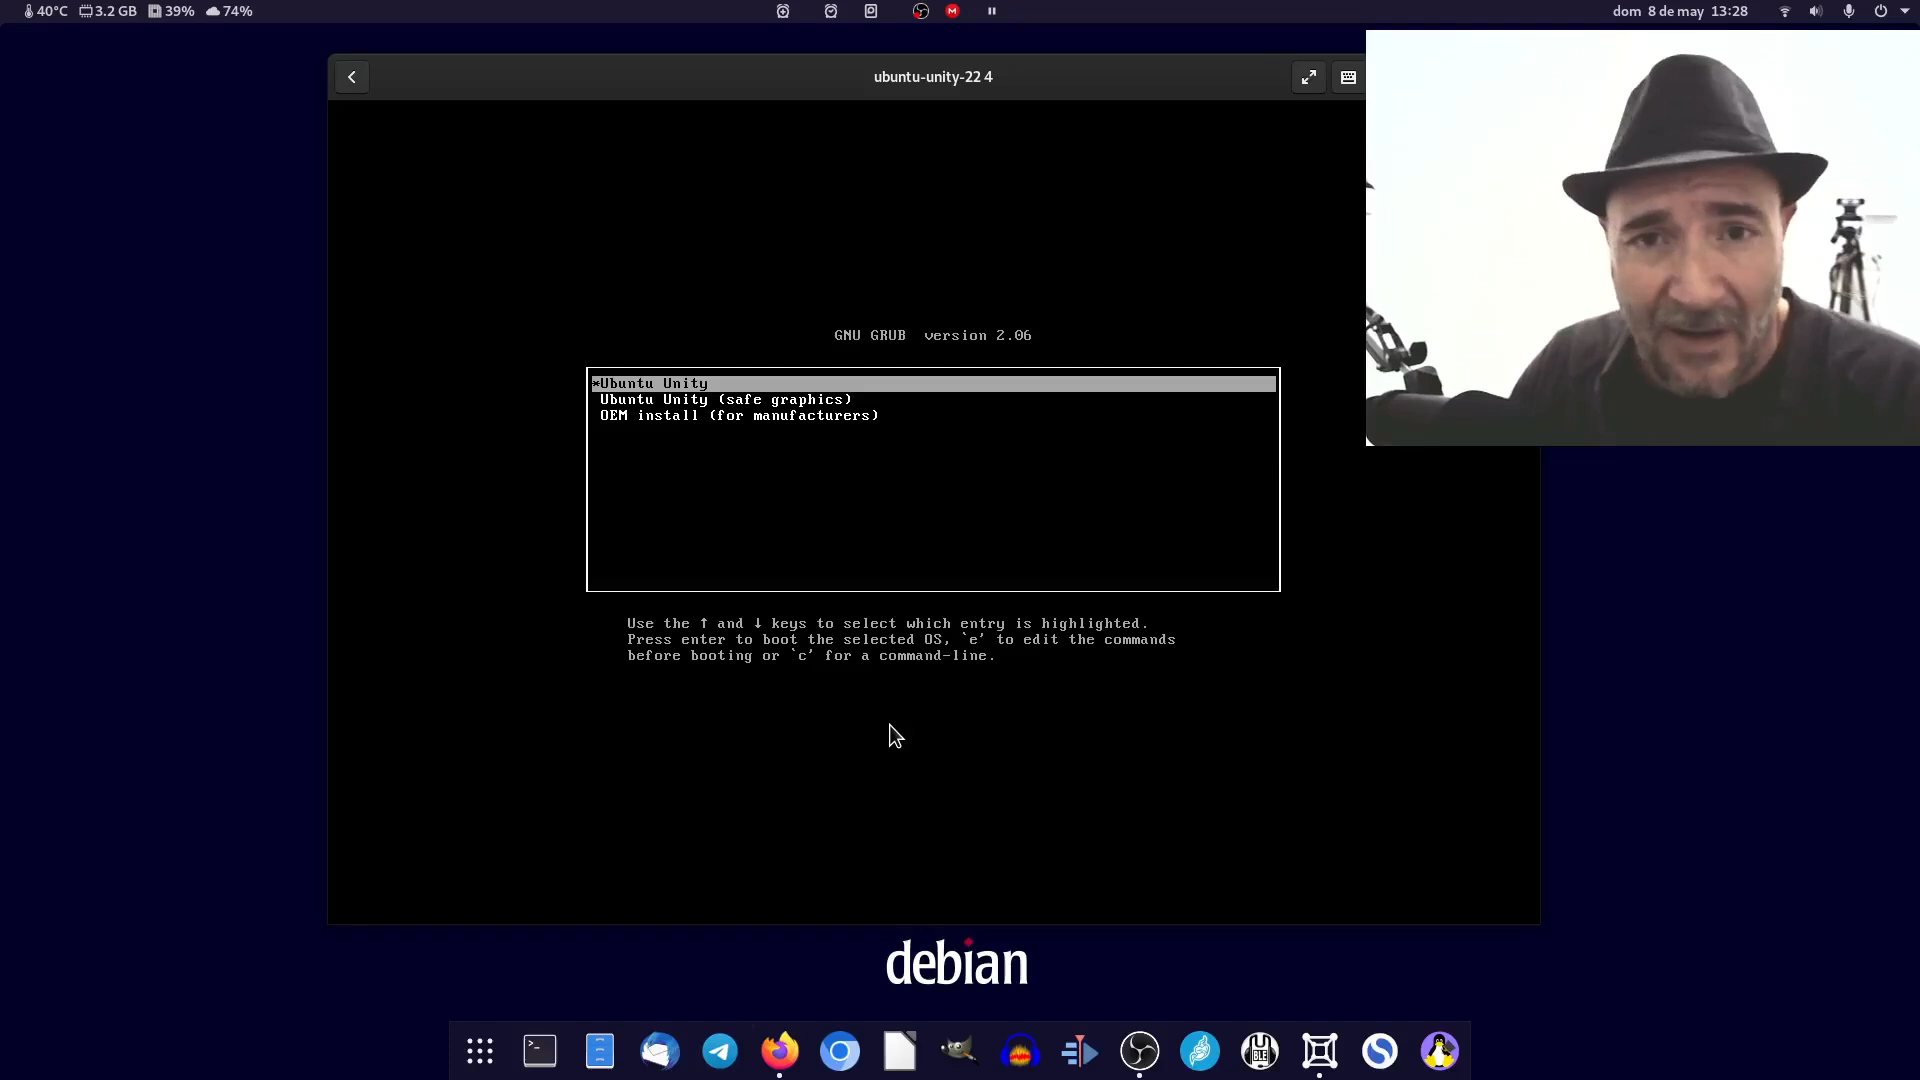 40°C 3.2 GB 39% 74%
M
dom 8 de may 13:28
ubuntu-unity-22 4
GNU GRUB version 2.06
*Ubuntu Unity
Ubuntu Unity (safe graphics)
OEM install (for manufacturers)
Use the ↑ and ↓ keys to select which entry is highlighted.
Press enter to boot the selected OS, `e' to edit the commands
before booting or `c' for a command-line.
debian
>_
BLE